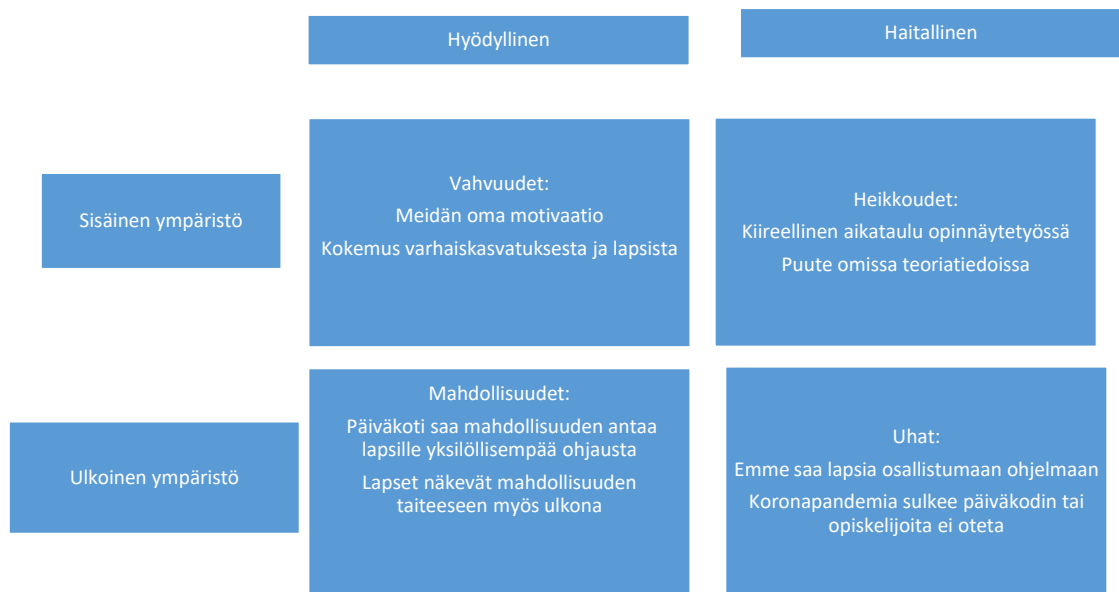 Hyödyllinen
Haitallinen
Sisäinen ympäristö
Vahvuudet:
Meidän oma motivaatio
Kokemus varhaiskasvatuksesta ja lapsista
Heikkoudet:
Kiireellinen aikataulu opinnäytetyössä
Puute omissa teoriatiedoissa
Ulkoinen ympäristö
Mahdollisuudet:
Päiväkoti saa mahdollisuuden antaa
lapsille yksilöllisempää ohjausta
Lapset näkevät mahdollisuuden
taiteeseen myös ulkona
Uhat:
Emme saa lapsia osallistumaan ohjelmaan
Koronapandemia sulkee päiväkodin tai
opiskelijoita ei oteta